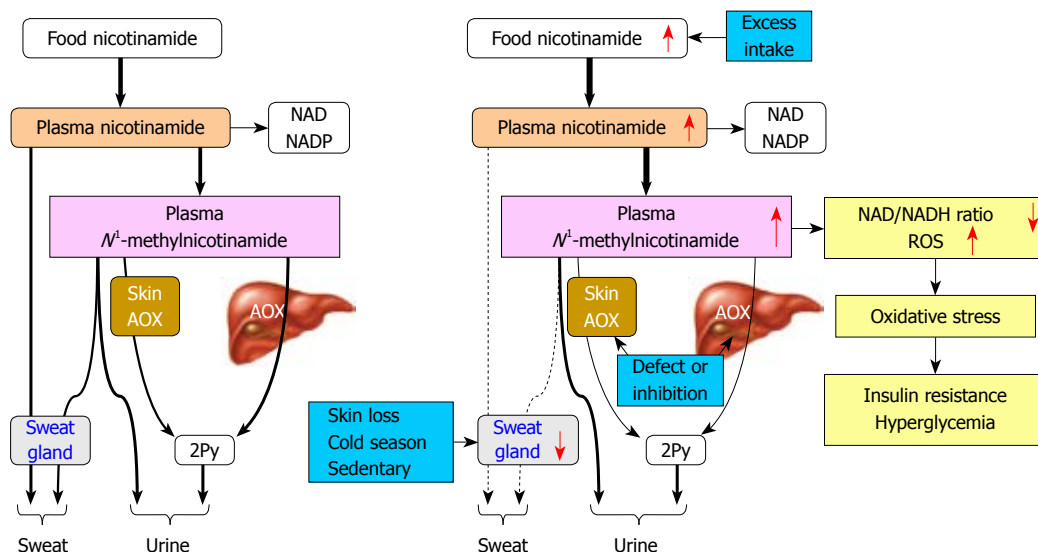 Food nicotinamide
Plasma nicotinamide
NAD
NADP
Plasma
N¹-methylnicotinamide
Skin
AOX
AOX
Sweat
gland
2Py
Sweat
Urine
Food nicotinamide
Excess
intake
Plasma nicotinamide
NAD
NADP
Plasma
N¹-methylnicotinamide
NAD/NADH ratio
ROS
Skin
AOX
AOX
Oxidative stress
Defect or
inhibition
Insulin resistance
Hyperglycemia
Skin loss
Cold season
Sedentary
Sweat
gland
2Py
Sweat
Urine